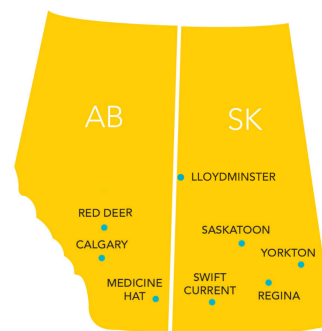 AB
SK
LLOYDMINSTER
RED DEER
SASKATOON
CALGARY
YORKTON
MEDICINE
HAT
SWIFT
CURRENT
REGINA